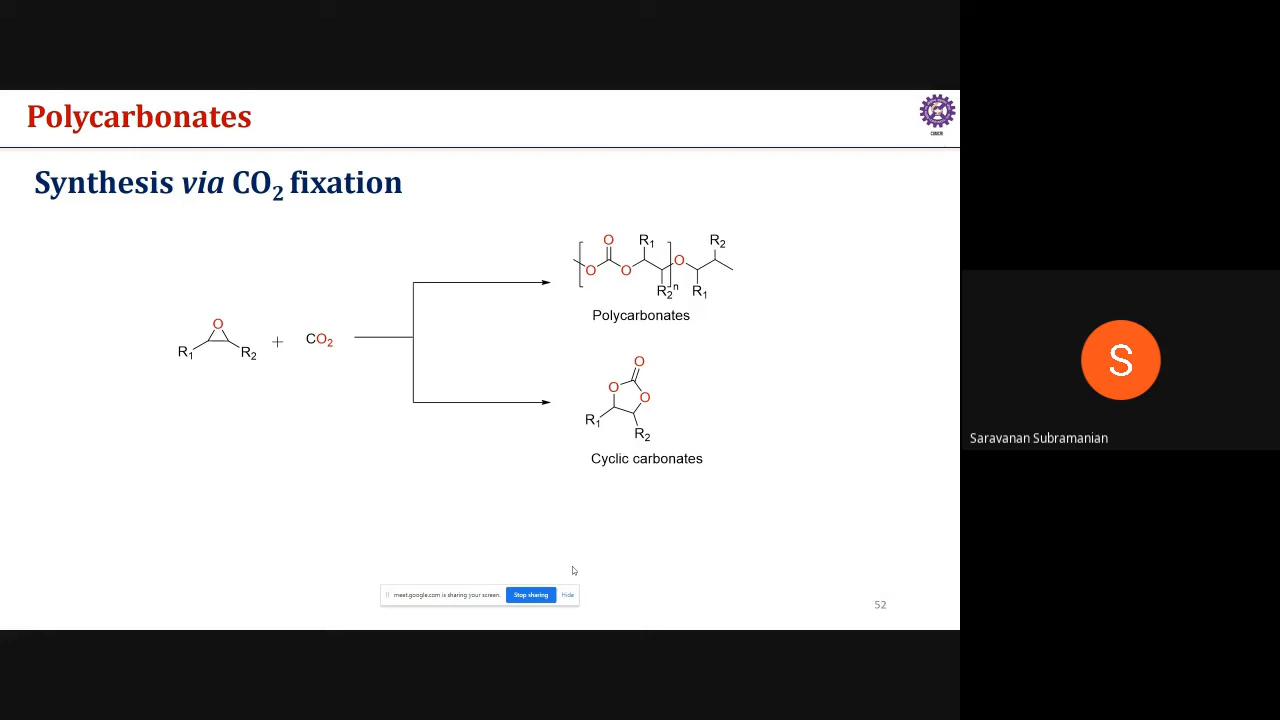 Polycarbonates
CSMCRI
Synthesis via CO2 fixation
O
R1
R2
+
CO2
O
O
O
R1
R2
n
O
R1
R2
Polycarbonates
O
O
O
R1
R2
Cyclic carbonates
meet.google.com is sharing your screen.
Stop sharing
Hide
52
S
Saravanan Subramanian